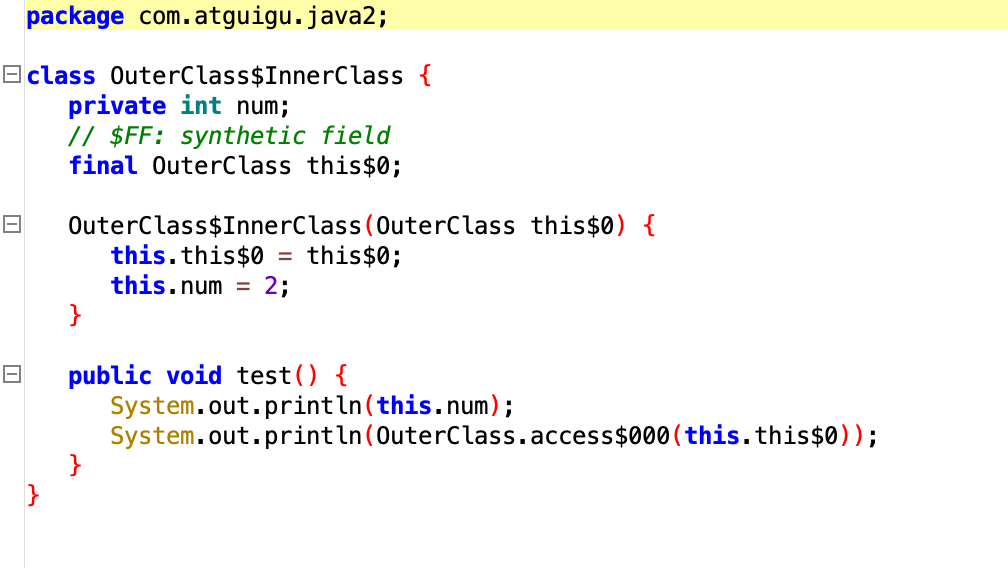 package com.atguigu.java2;
class OuterClass$InnerClass {
private int num;
// $FF: synthetic field
final OuterClass this$0;
OuterClass$InnerClass(OuterClass this$0) {
this.this$0 = this$0;
this.num = 2;
}
public void test() {
System.out.println(this.num);
System.out.println(OuterClass.access$000(this.this$0));
}
}